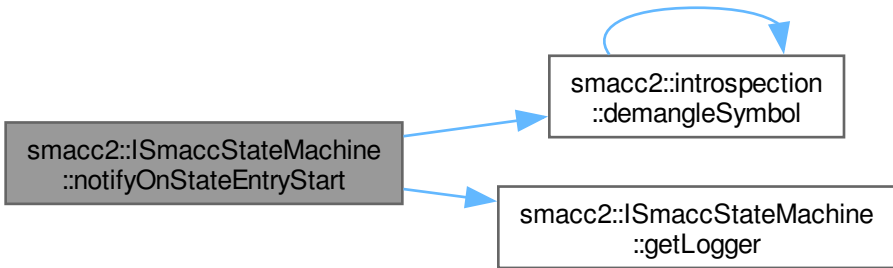 smacc2::introspection
::demangleSymbol
smacc2::ISmaccStateMachine
::notifyOnStateEntryStart
smacc2::ISmaccStateMachine
::getLogger